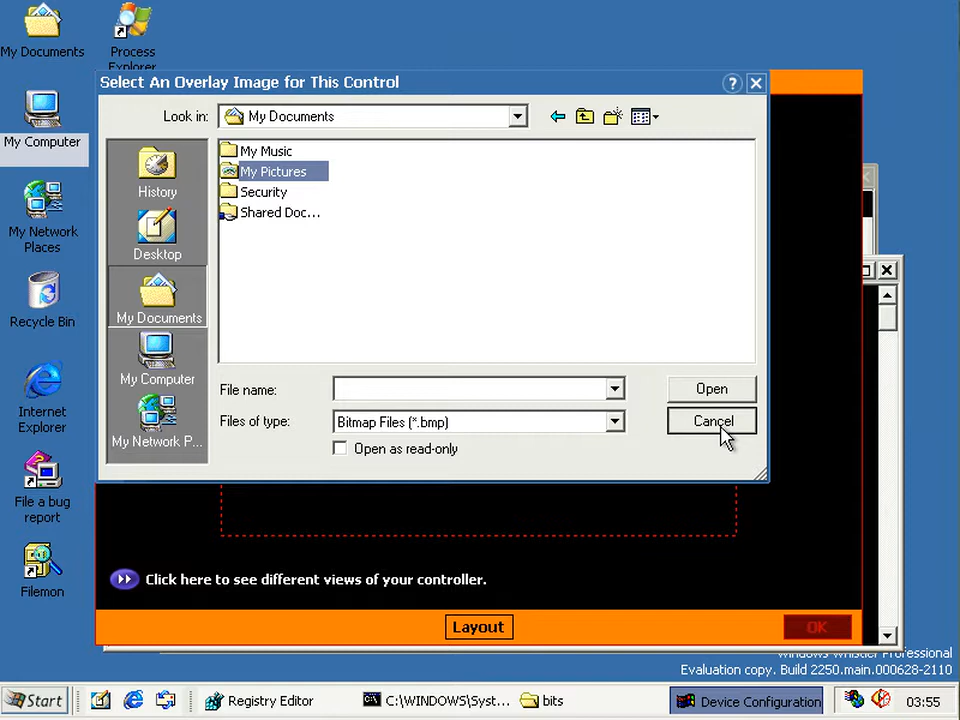 My Documents
Process
Explorer
Select An Overlay Image for This Control
Look in:
My Documents
My Computer
My Music
My Pictures
Security
Shared Doc...
History
Desktop
My Documents
My Computer
My Network P...
My Network
Places
Recycle Bin
File name:
Open
Files of type:
Bitmap Files (*.bmp)
Cancel
Open as read-only
Internet
Explorer
File a bug
report
Filemon
Click here to see different views of your controller.
Layout
OK
Windows Whistler Professional
Evaluation copy. Build 2250.main.000628-2110
Start
Registry Editor
C:\WINDOWS\Syst...
bits
Device Configuration
03:55